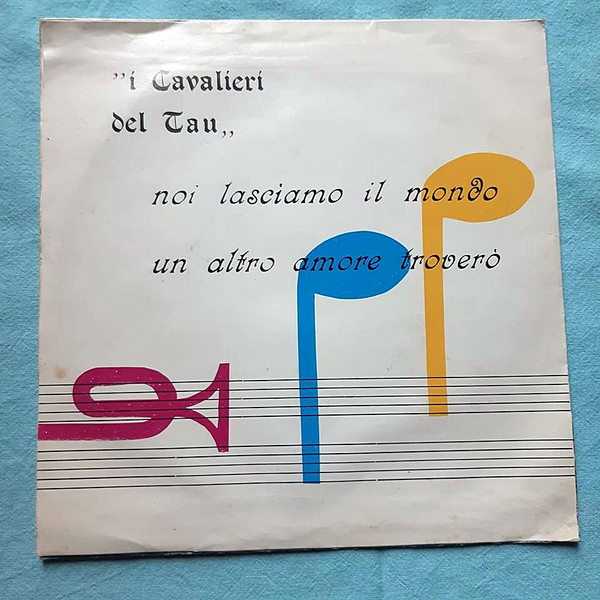 ”i Cavalieri
del Tau„
noi lasciamo il mondo
un altro amore troverò